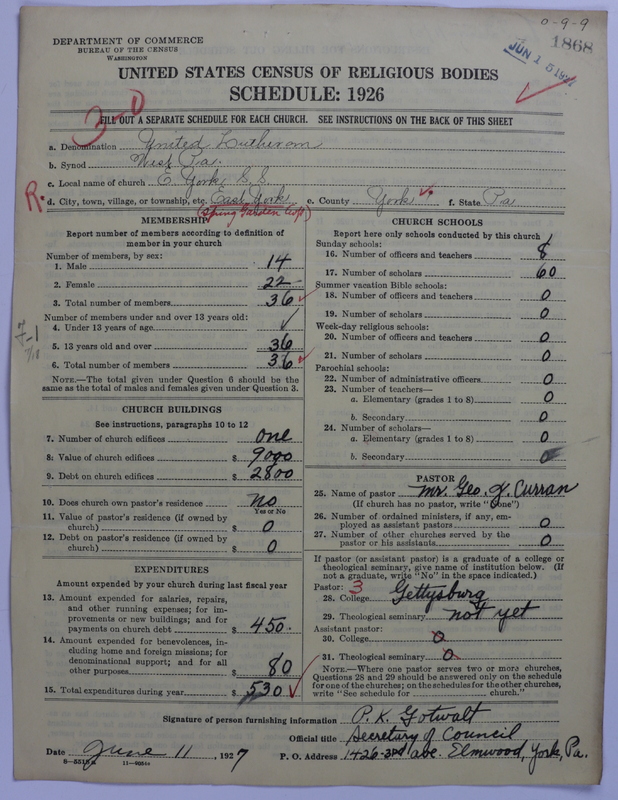 0-9-9
1868
JUN 15 1927
DEPARTMENT OF COMMERCE
BUREAU OF THE CENSUS
WASHINGTON
UNITED STATES CENSUS OF RELIGIOUS BODIES
SCHEDULE: 1926
3-0
FILL OUT A SEPARATE SCHEDULE FOR EACH CHURCH. SEE INSTRUCTIONS ON THE BACK OF THIS SHEET
a. Denomination United Lutheran
b. Synod West Pa.
c. Local name of church E. York, S.S.
R. d. City, town, village, or township, etc. East York e. County York f. State Pa
(Spring Garden Twp.)
MEMBERSHIP
Report number of members according to definition of
member in your church
Number of members, by sex:
1. Male 14
2. Female 22
3. Total number of members 36
Number of members under and over 13 years old:
4. Under 13 years of age ✓
5. 13 years old and over 36
6. Total number of members 36
NOTE.—The total given under Question 6 should be the
same as the total of males and females given under Question 3.
CHURCH BUILDINGS
See instructions, paragraphs 10 to 12
7. Number of church edifices one
8. Value of church edifices $ 9000
9. Debt on church edifices $ 2800
10. Does church own pastor's residence no
Yes or No
11. Value of pastor's residence (if owned by
church) $ 0
12. Debt on pastor's residence (if owned by
church) $ 0
EXPENDITURES
Amount expended by your church during last fiscal year
13. Amount expended for salaries, repairs,
and other running expenses; for im-
provements or new buildings; and for
payments on church debt $ 450.
14. Amount expended for benevolences, in-
cluding home and foreign missions; for
denominational support; and for all
other purposes $ 80
15. Total expenditures during year $ 530
CHURCH SCHOOLS
Report here only schools conducted by this church
Sunday schools:
16. Number of officers and teachers 8
17. Number of scholars 60
Summer vacation Bible schools:
18. Number of officers and teachers 0
19. Number of scholars 0
Week-day religious schools:
20. Number of officers and teachers 0
21. Number of scholars 0
Parochial schools:
22. Number of administrative officers 0
23. Number of teachers—
a. Elementary (grades 1 to 8) 0
b. Secondary 0
24. Number of scholars—
a. Elementary (grades 1 to 8) 0
b. Secondary 0
PASTOR
25. Name of pastor Mr. Geo. J. Curran
(If church has no pastor, write "None")
26. Number of ordained ministers, if any, em-
ployed as assistant pastors 0
27. Number of other churches served by the
pastor or his assistants 0
If pastor (or assistant pastor) is a graduate of a college or
theological seminary, give name of institution below. (If
not a graduate, write "No" in the space indicated.)
Pastor: 3
28. College Gettysburg
29. Theological seminary not yet
Assistant pastor:
30. College 0
31. Theological seminary 0
NOTE.—Where one pastor serves two or more churches,
Questions 28 and 29 should be answered only on the schedule
for one of the churches; on the schedules for the other churches,
write "See schedule for church."
Signature of person furnishing information P. K. Gotwalt
Official title Secretary of Council
Date June 11, 1927 P. O. Address 1426-3rd ave. Elmwood, York, Pa.
8—5515